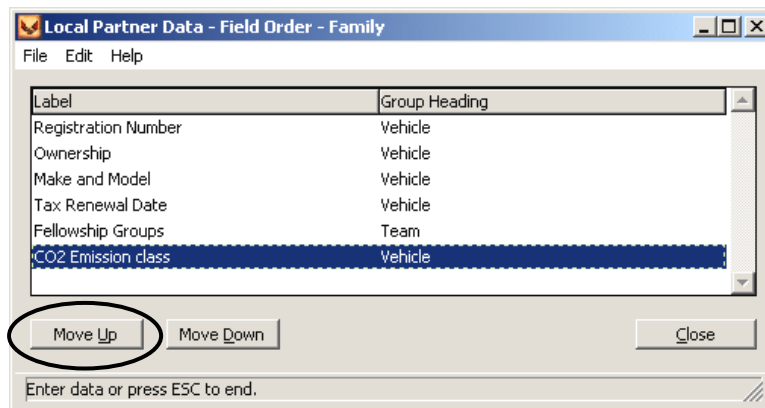 Local Partner Data - Field Order - Family
File Edit Help
Label Group Heading
Registration Number Vehicle
Ownership Vehicle
Make and Model Vehicle
Tax Renewal Date Vehicle
Fellowship Groups Team
CO2 Emission class Vehicle
Move Up Move Down Close
Enter data or press ESC to end.